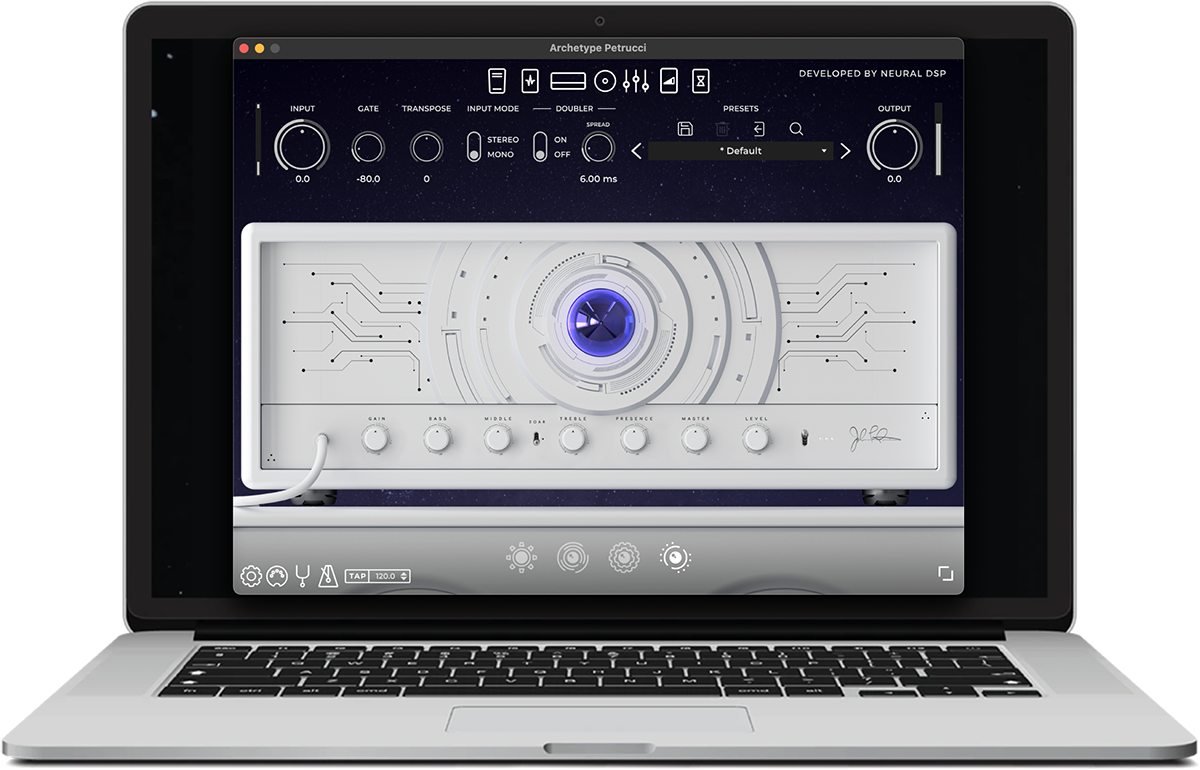 Archetype Petrucci
DEVELOPED BY NEURAL DSP
INPUT GATE TRANSPOSE INPUT MODE DOUBLER PRESETS OUTPUT
SPREAD
STEREO ON
MONO OFF
* Default
0.0 -80.0 0 6.00 ms 0.0
GAIN BASS MIDDLE TREBLE PRESENCE MASTER LEVEL
TAP 120.0
fn ctrl alt cmd cmd alt